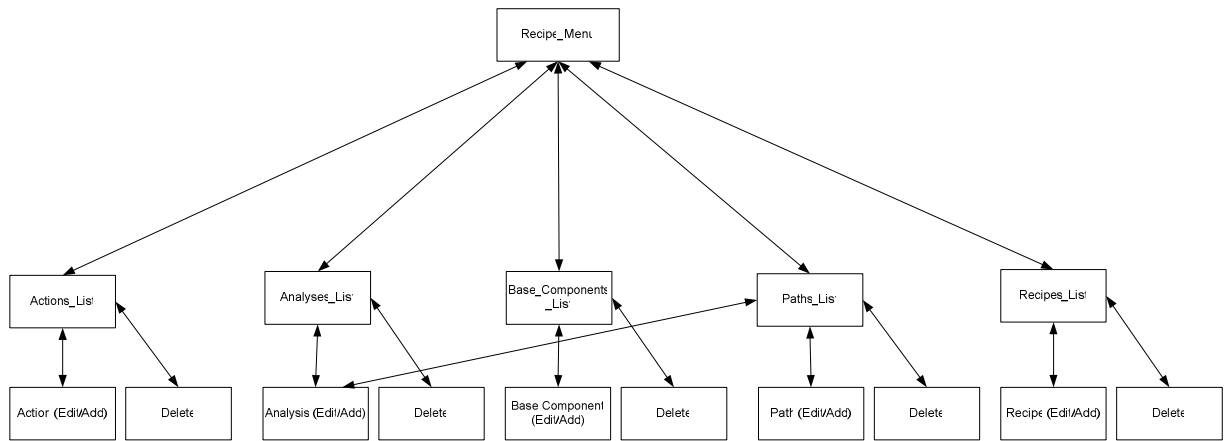 Recipe_Menu
Actions_List
Analyses_List
Base_Components
_List
Paths_List
Recipes_List
Action (Edit/Add)
Delete
Analysis (Edit/Add)
Delete
Base Component
(Edit/Add)
Delete
Path (Edit/Add)
Delete
Recipe (Edit/Add)
Delete